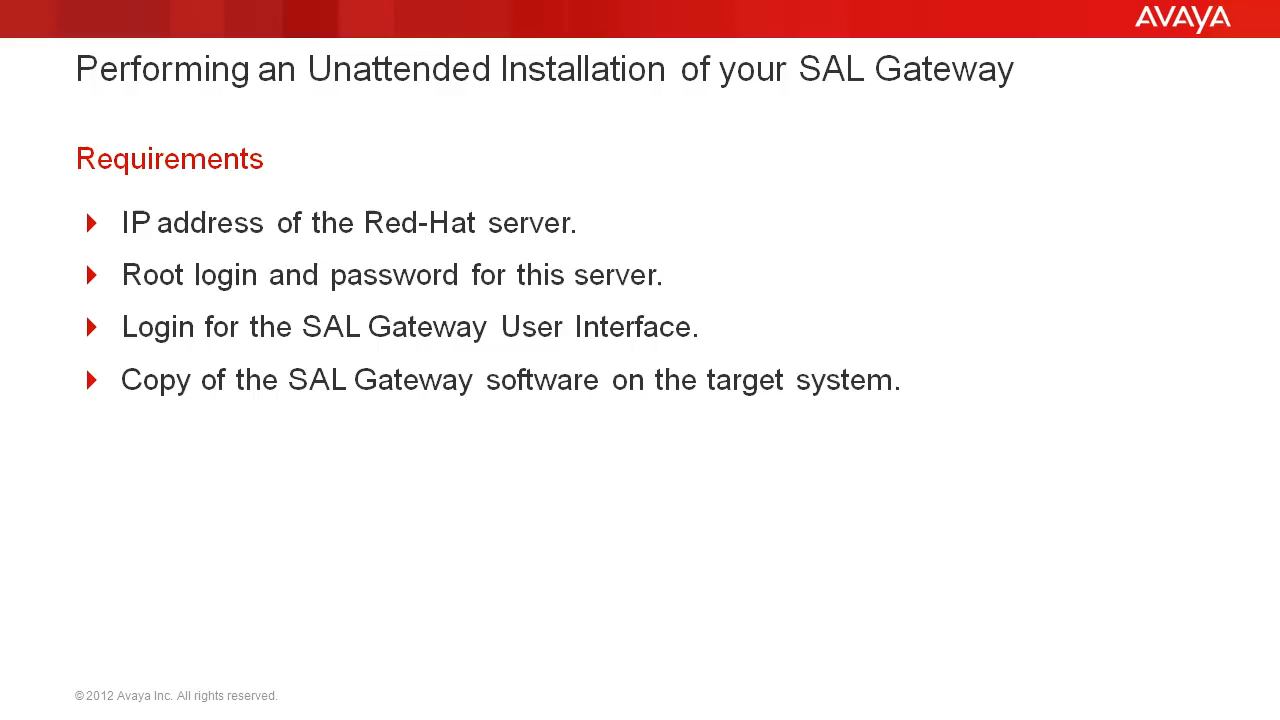 AVAYA
Performing an Unattended Installation of your SAL Gateway
Requirements
IP address of the Red-Hat server.
Root login and password for this server.
Login for the SAL Gateway User Interface.
Copy of the SAL Gateway software on the target system.
© 2012 Avaya Inc. All rights reserved.